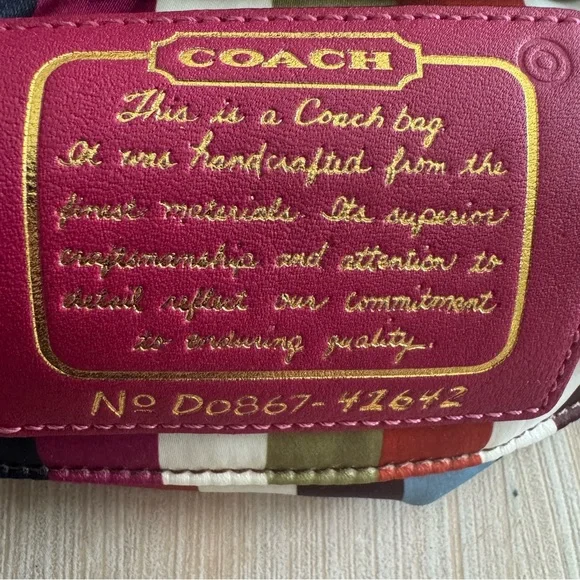 COACH
This is a Coach bag.
It was handcrafted from the
finest materials. Its superior
craftsmanships and attention to
detail reflect our commitment
to enduring quality.
No D0867-41642